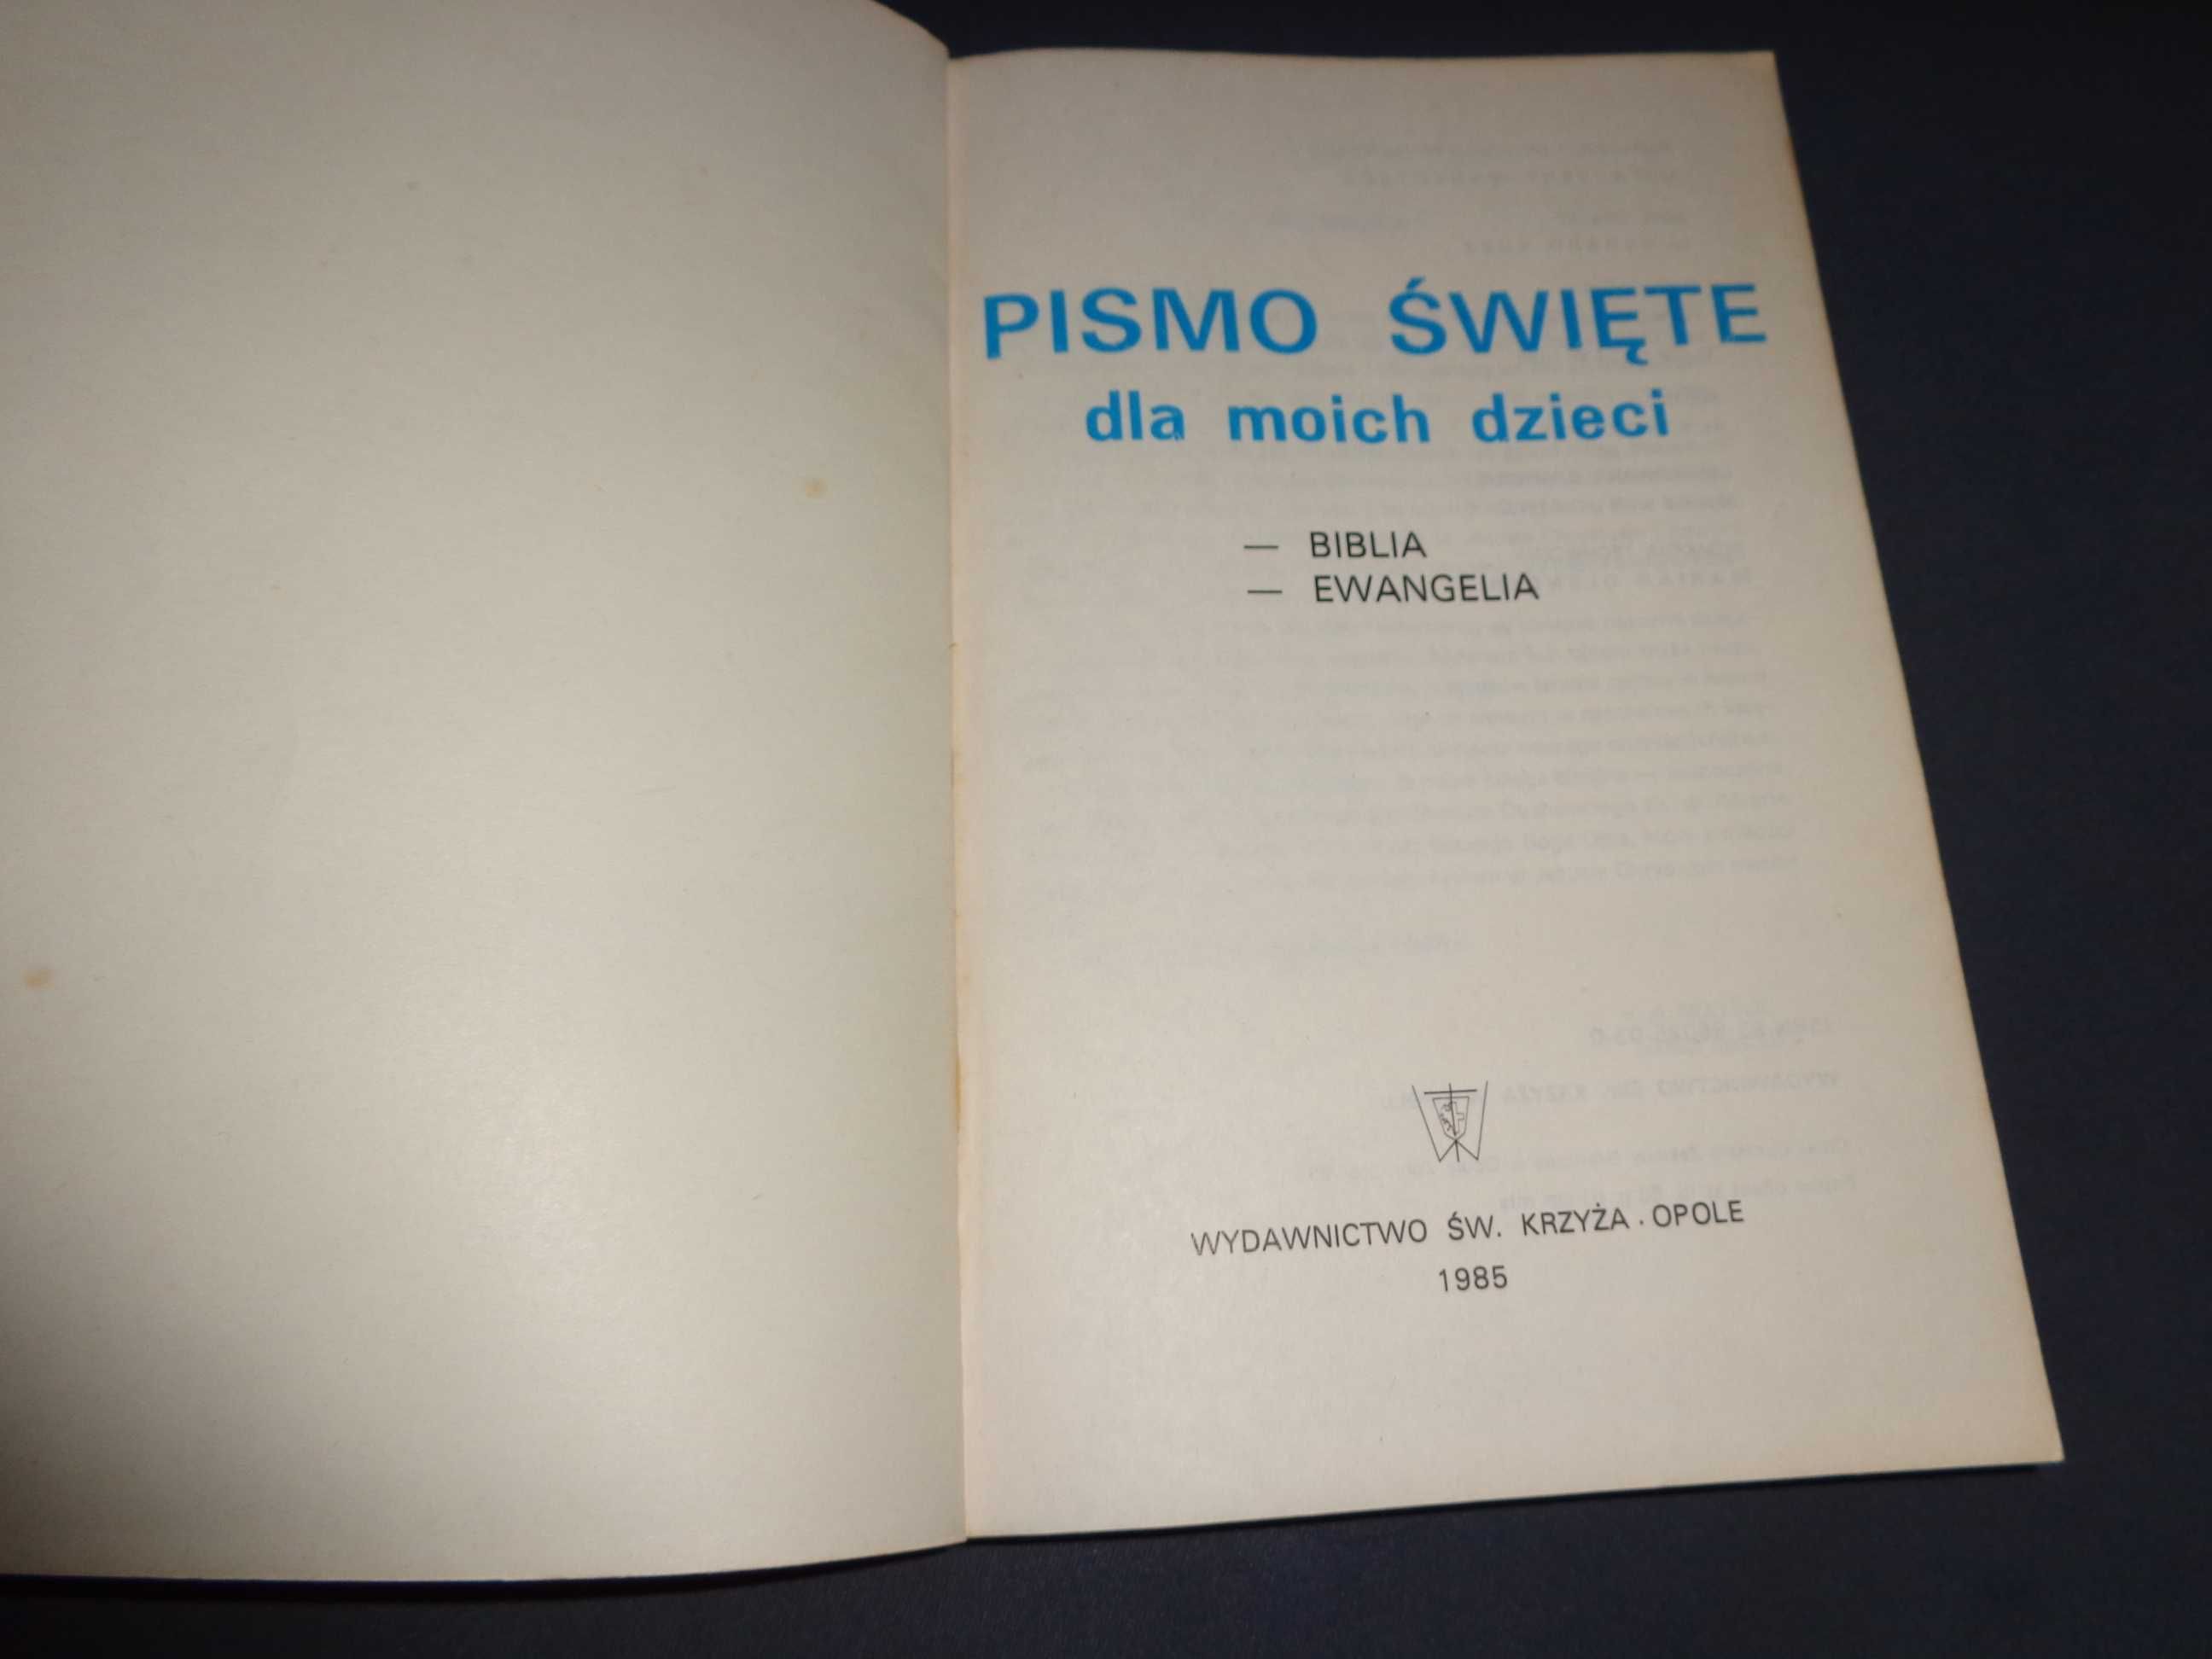 PISMO ŚWIĘTE
dla moich dzieci
— BIBLIA
— EWANGELIA
WYDAWNICTWO ŚW. KRZYŻA · OPOLE
1985